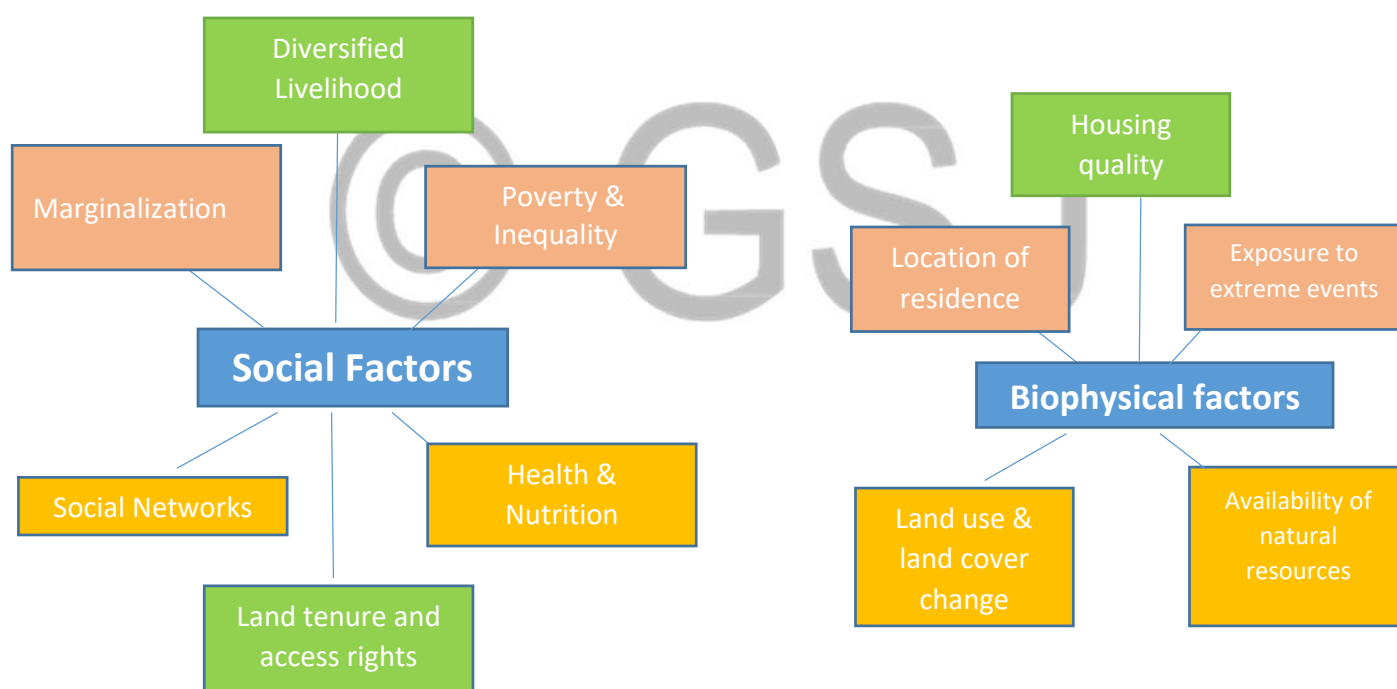 Diversified
Livelihood
Marginalization
Poverty &
Inequality
Social Factors
Social Networks
Health &
Nutrition
Land tenure and
access rights
Housing
quality
Location of
residence
Exposure to
extreme events
Biophysical factors
Land use &
land cover
change
Availability of
natural
resources
© GSJ